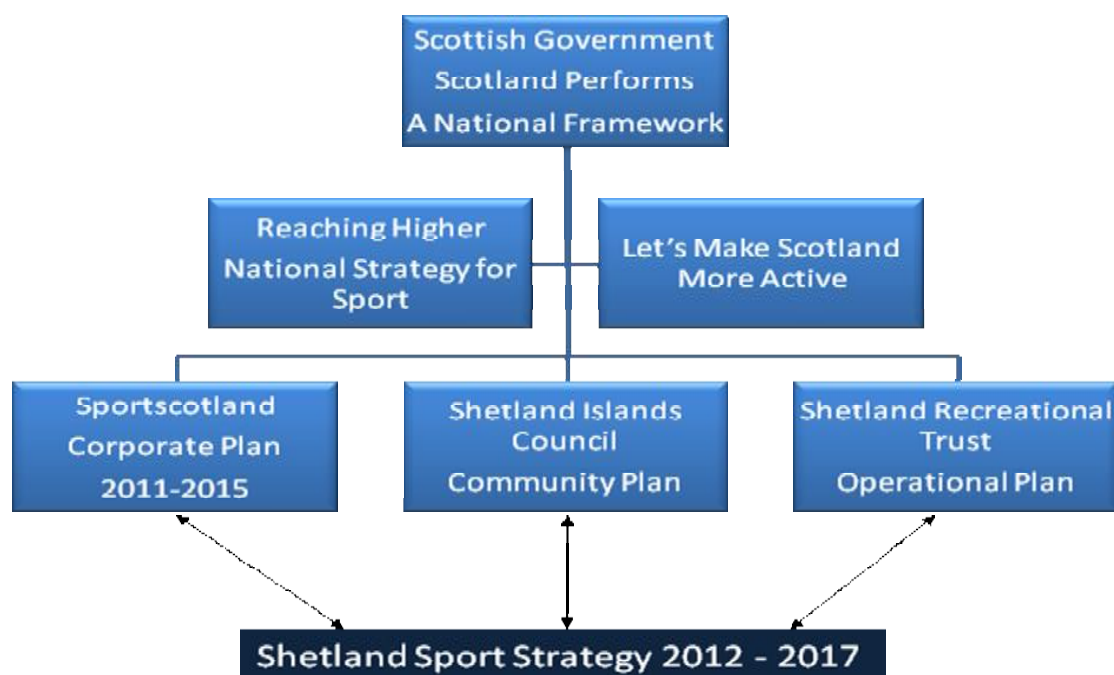 Scottish Government
Scotland Performs
A National Framework
Reaching Higher
National Strategy for
Sport
Let's Make Scotland
More Active
Sportscotland
Corporate Plan
2011-2015
Shetland Islands
Council
Community Plan
Shetland Recreational
Trust
Operational Plan
Shetland Sport Strategy 2012 - 2017